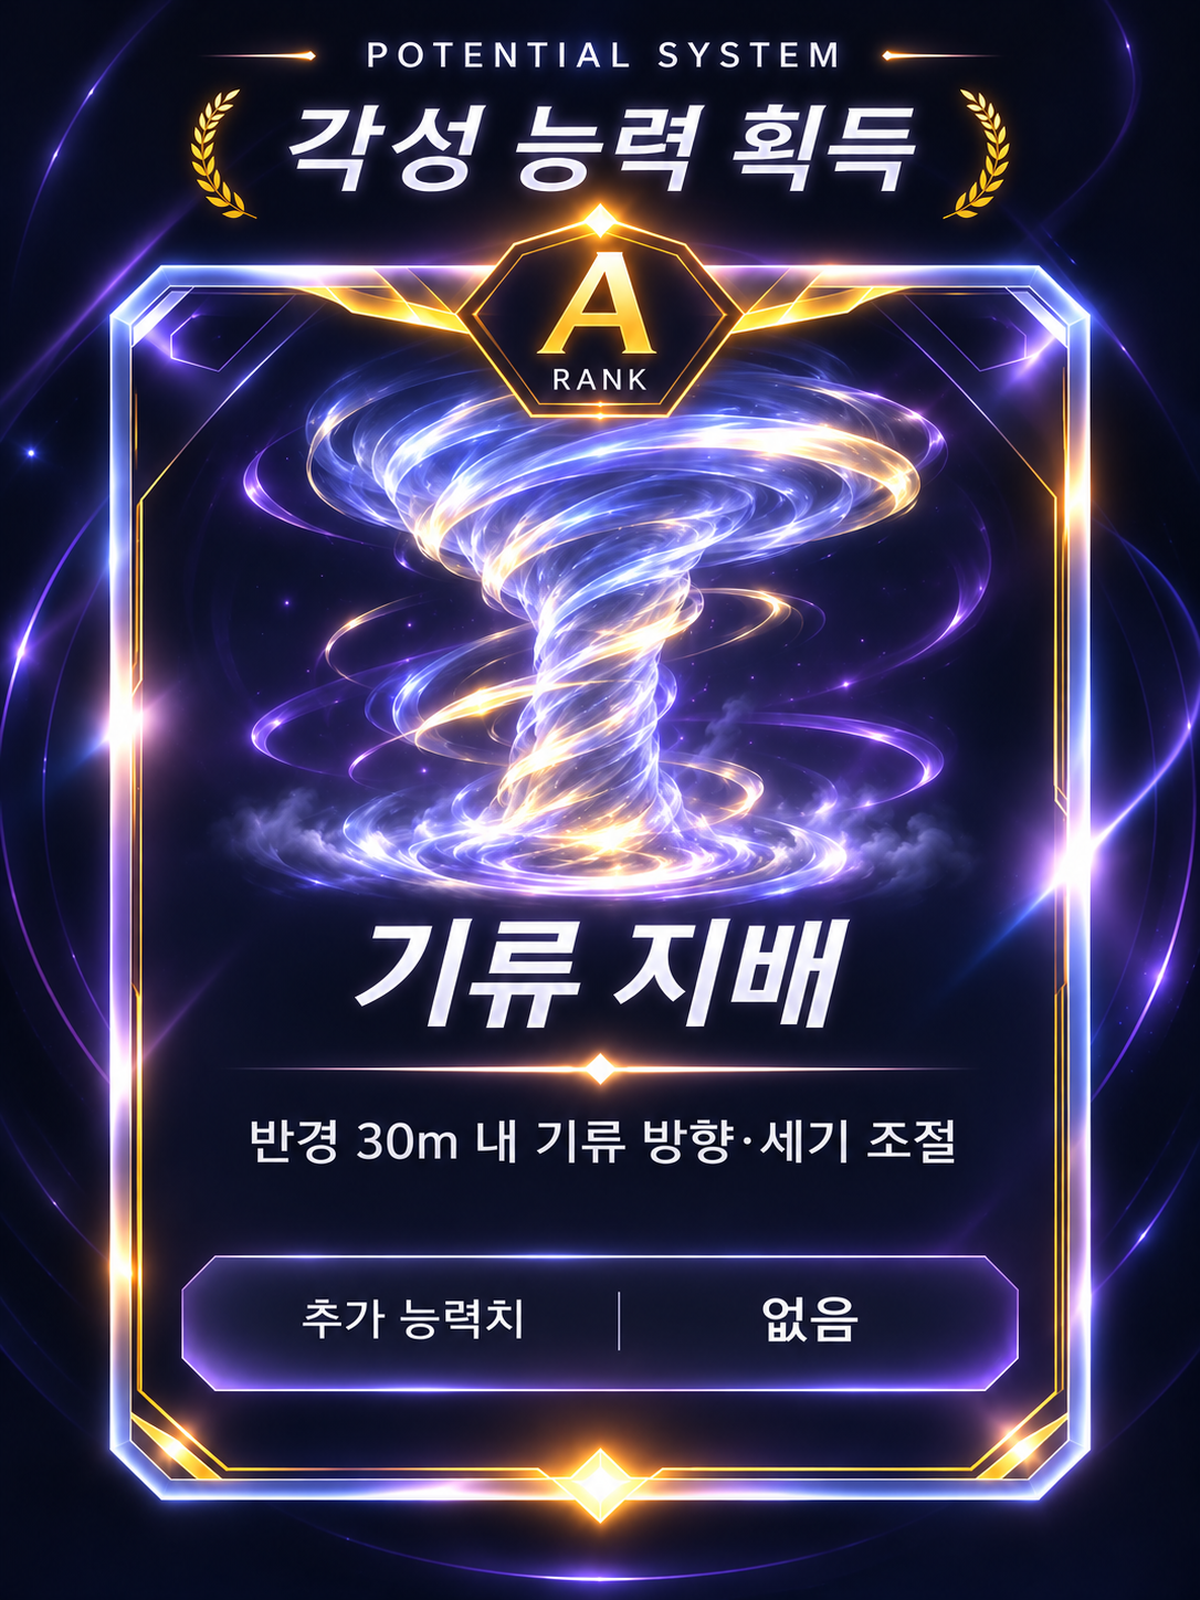 POTENTIAL SYSTEM
각성 능력 획득
A
RANK
기류 지배
반경 30m 내 기류 방향·세기 조절
추가 능력치 없음